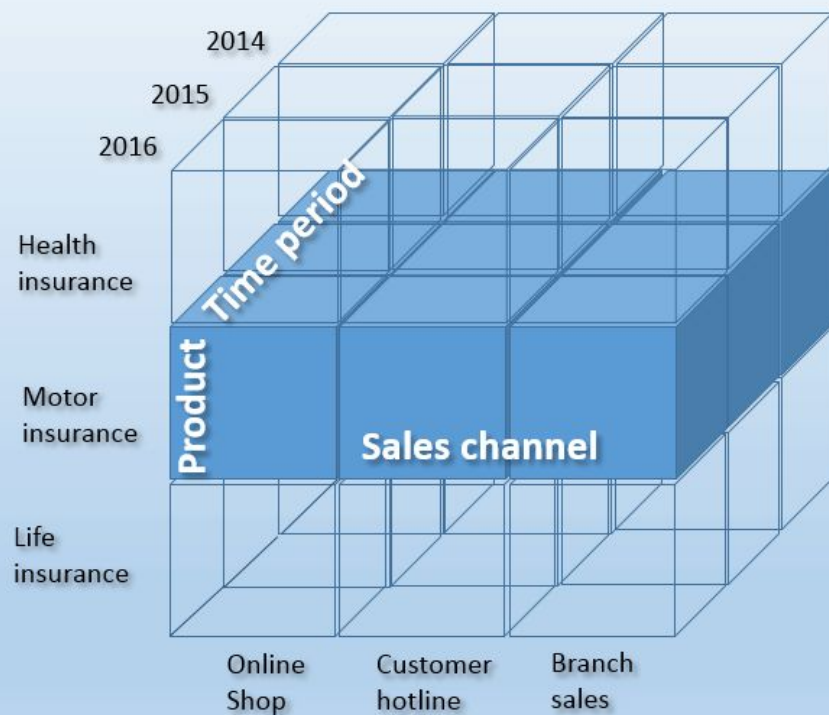 2014
2015
2016
Time period
Health
insurance
Product
Motor
insurance
Sales channel
Life
insurance
Online
Shop
Customer
hotline
Branch
sales